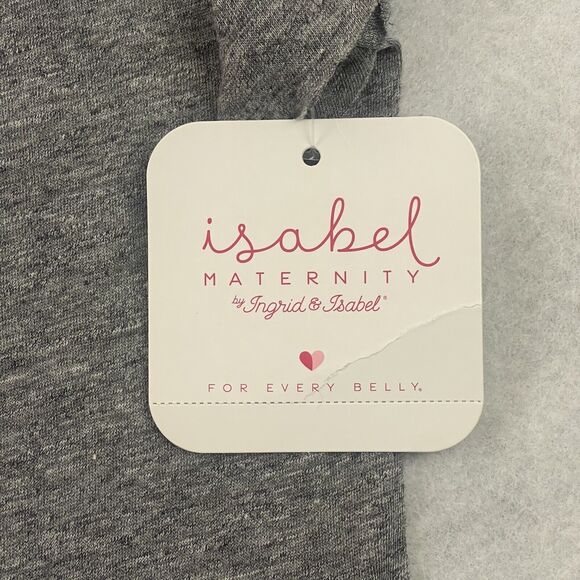 isabel
MATERNITY
by Ingrid & Isabel®
FOR EVERY BELLY®